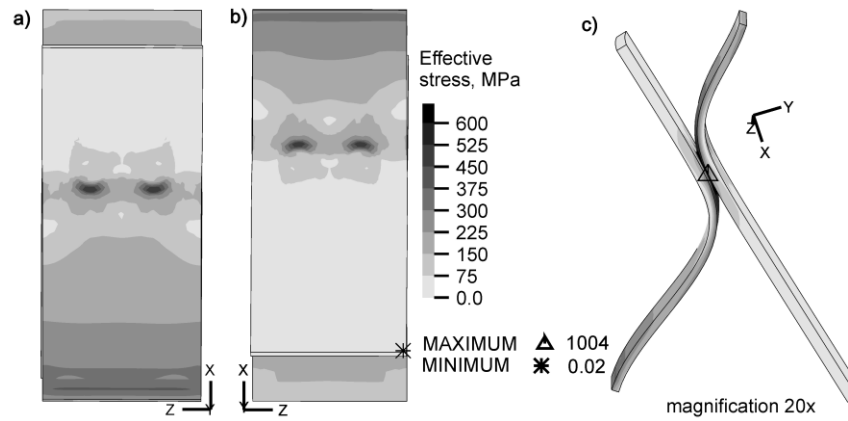 a)
b)
c)
Effective
stress, MPa
600
525
450
375
300
225
150
75
0.0
MAXIMUM 1004
MINIMUM 0.02
X
Z
X
Z
Y
Z
X
magnification 20x